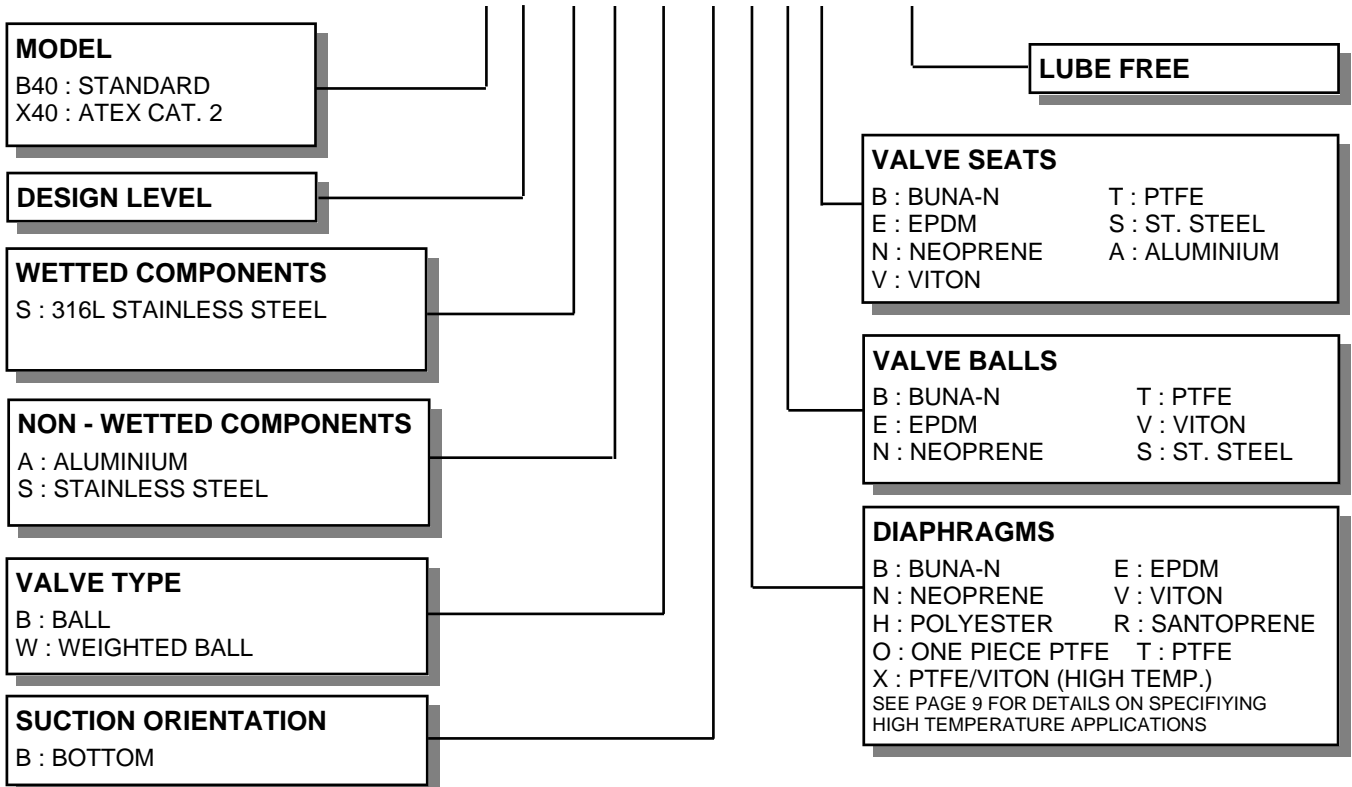 MODEL
B40 : STANDARD
X40 : ATEX CAT. 2
DESIGN LEVEL
WETTED COMPONENTS
S : 316L STAINLESS STEEL
NON - WETTED COMPONENTS
A : ALUMINIUM
S : STAINLESS STEEL
VALVE TYPE
B : BALL
W : WEIGHTED BALL
SUCTION ORIENTATION
B : BOTTOM
LUBE FREE
VALVE SEATS
B : BUNA-N T : PTFE
E : EPDM S : ST. STEEL
N : NEOPRENE A : ALUMINIUM
V : VITON
VALVE BALLS
B : BUNA-N T : PTFE
E : EPDM V : VITON
N : NEOPRENE S : ST. STEEL
DIAPHRAGMS
B : BUNA-N E : EPDM
N : NEOPRENE V : VITON
H : POLYESTER R : SANTOPRENE
O : ONE PIECE PTFE T : PTFE
X : PTFE/VITON (HIGH TEMP.)
SEE PAGE 9 FOR DETAILS ON SPECIFIYING
HIGH TEMPERATURE APPLICATIONS